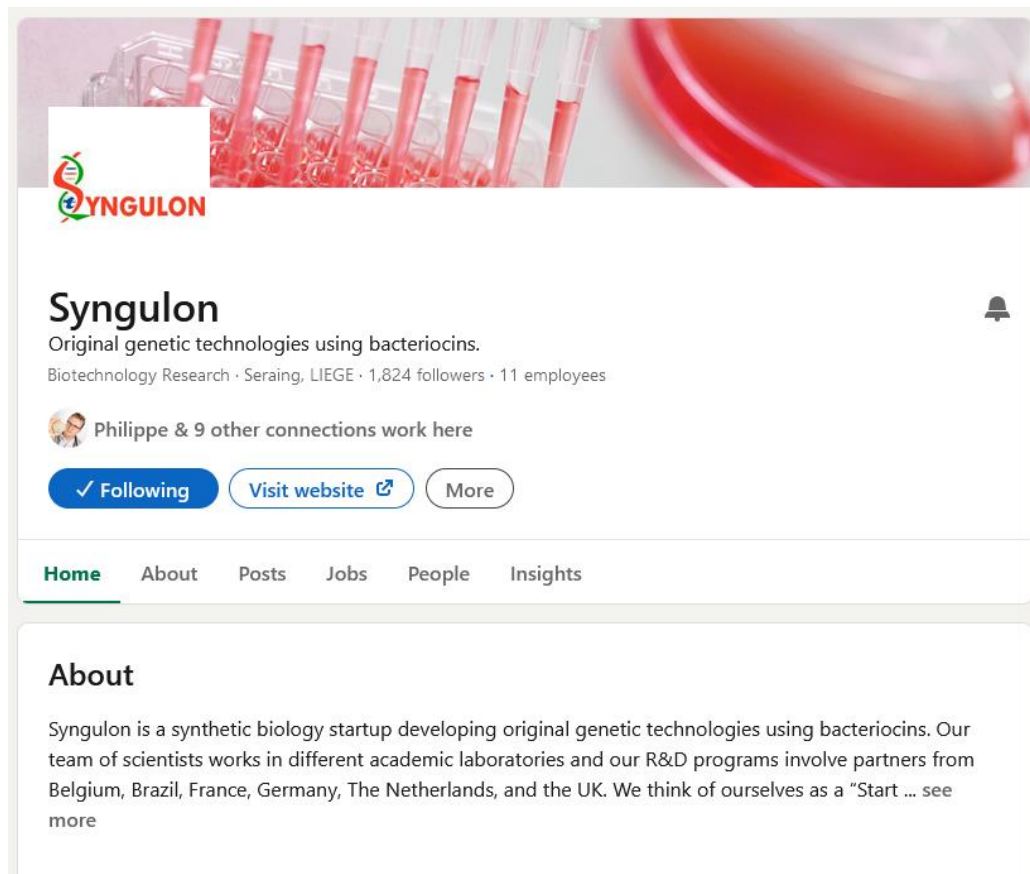 SYNGULON
Syngulon
Original genetic technologies using bacteriocins.
Biotechnology Research · Seraing, LIEGE · 1,824 followers · 11 employees
Philippe & 9 other connections work here
✓ Following
Visit website
More
Home About Posts Jobs People Insights
About
Syngulon is a synthetic biology startup developing original genetic technologies using bacteriocins. Our
team of scientists works in different academic laboratories and our R&D programs involve partners from
Belgium, Brazil, France, Germany, The Netherlands, and the UK. We think of ourselves as a “Start ... see
more